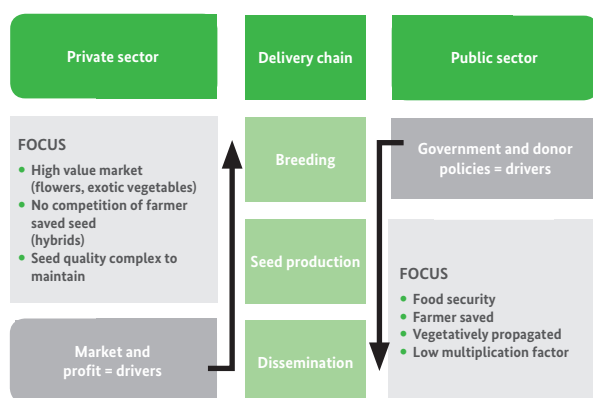 Private sector
Delivery chain
Public sector
FOCUS
• High value market
(flowers, exotic vegetables)
• No competition of farmer
saved seed
(hybrids)
• Seed quality complex to
maintain
Market and
profit = drivers
Breeding
Seed production
Dissemination
Government and donor
policies = drivers
FOCUS
• Food security
• Farmer saved
• Vegetatively propagated
• Low multiplication factor